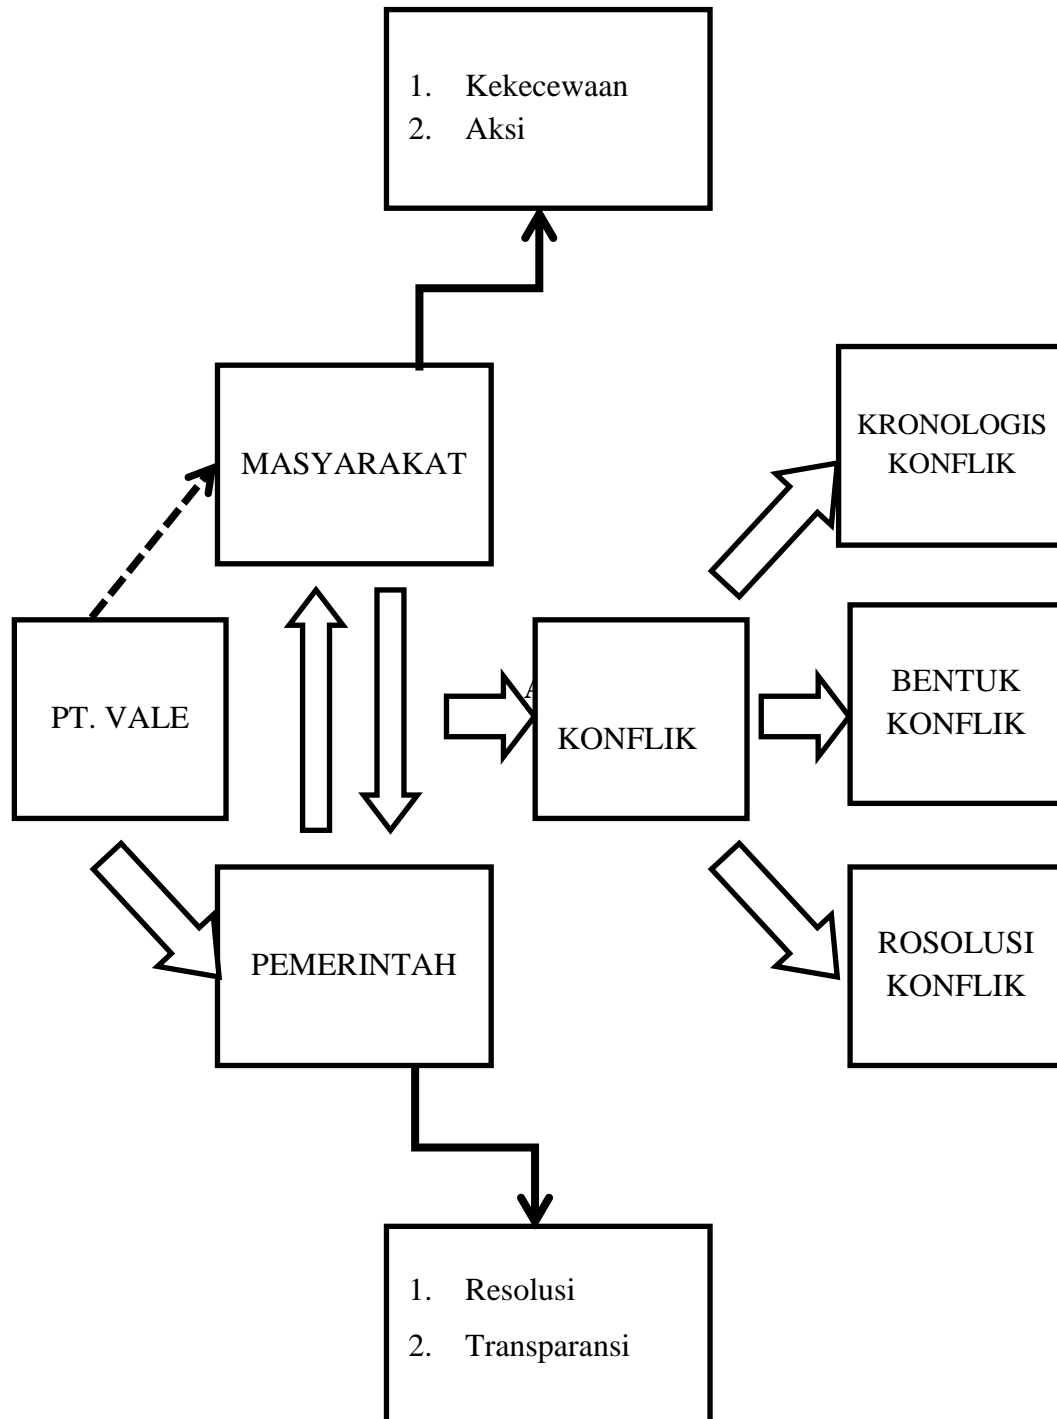 1. Kekecewaan
2. Aksi
MASYARAKAT
KRONOLOGIS
KONFLIK
PT. VALE
KONFLIK
BENTUK
KONFLIK
PEMERINTAH
ROSOLUSI
KONFLIK
1. Resolusi
2. Transparansi